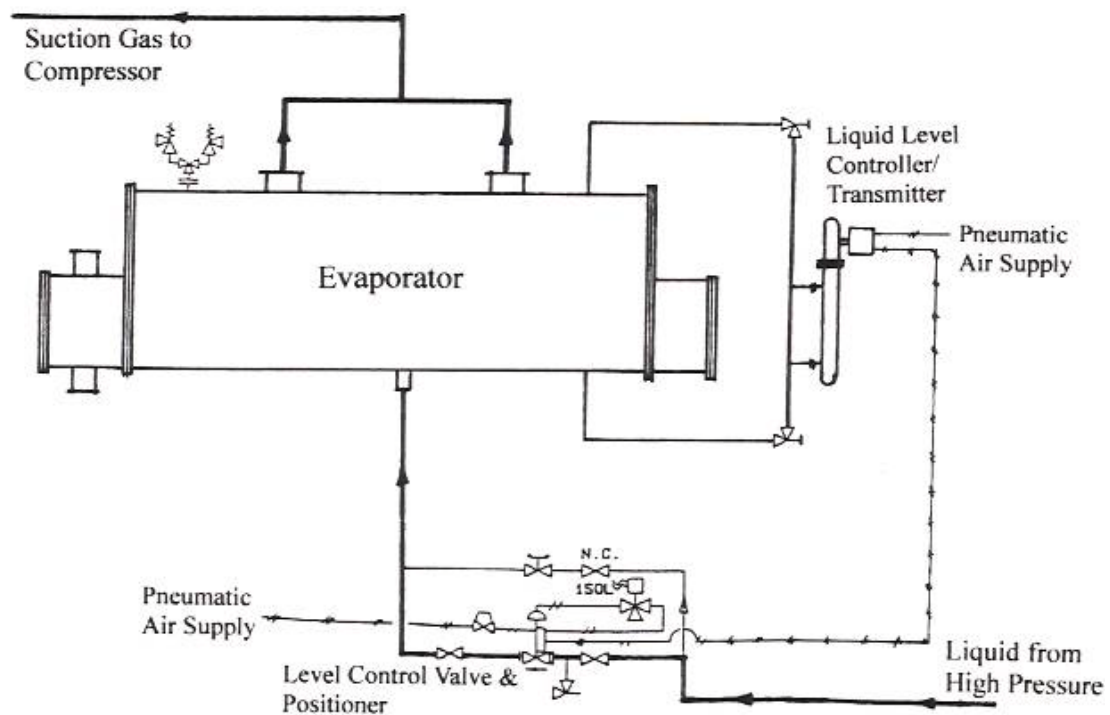 Suction Gas to
Compressor
Liquid Level
Controller/
Transmitter
Pneumatic
Air Supply
Evaporator
N.C.
1SOL
Pneumatic
Air Supply
Level Control Valve &
Positioner
Liquid from
High Pressure